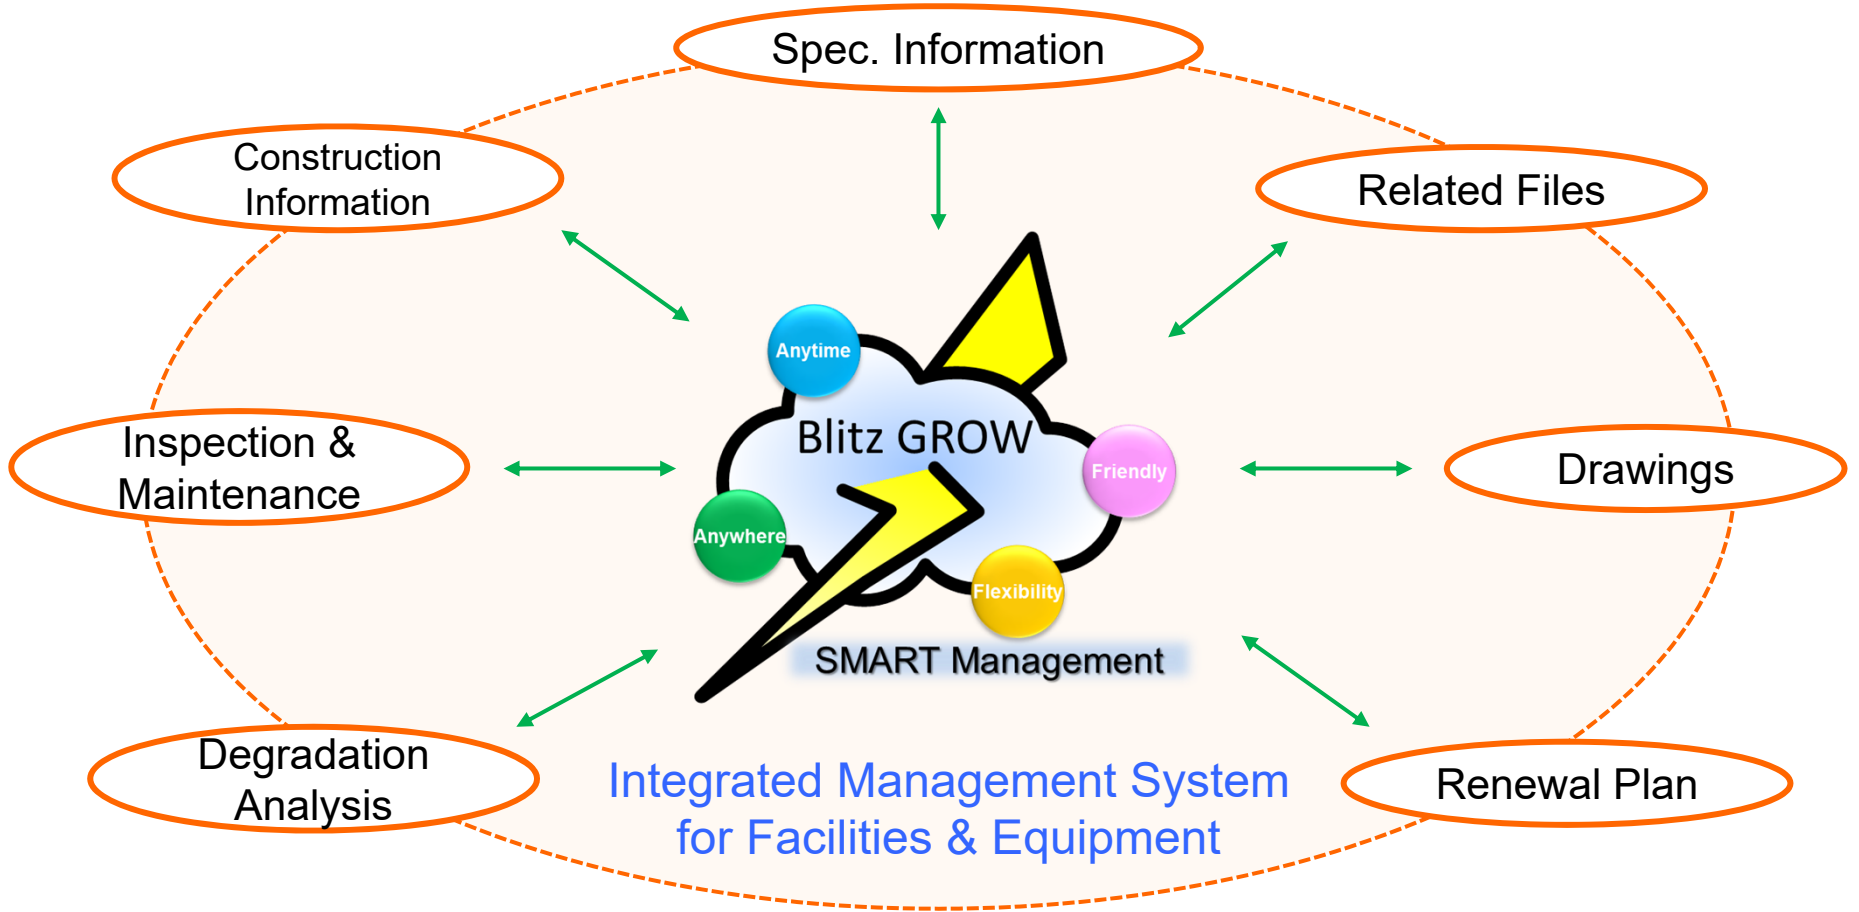 Spec. Information
Construction
Information
Related Files
Anytime
Blitz GROW
Friendly
Inspection &
Maintenance
Drawings
Anywhere
Flexibility
SMART Management
Degradation
Analysis
Integrated Management System
for Facilities & Equipment
Renewal Plan